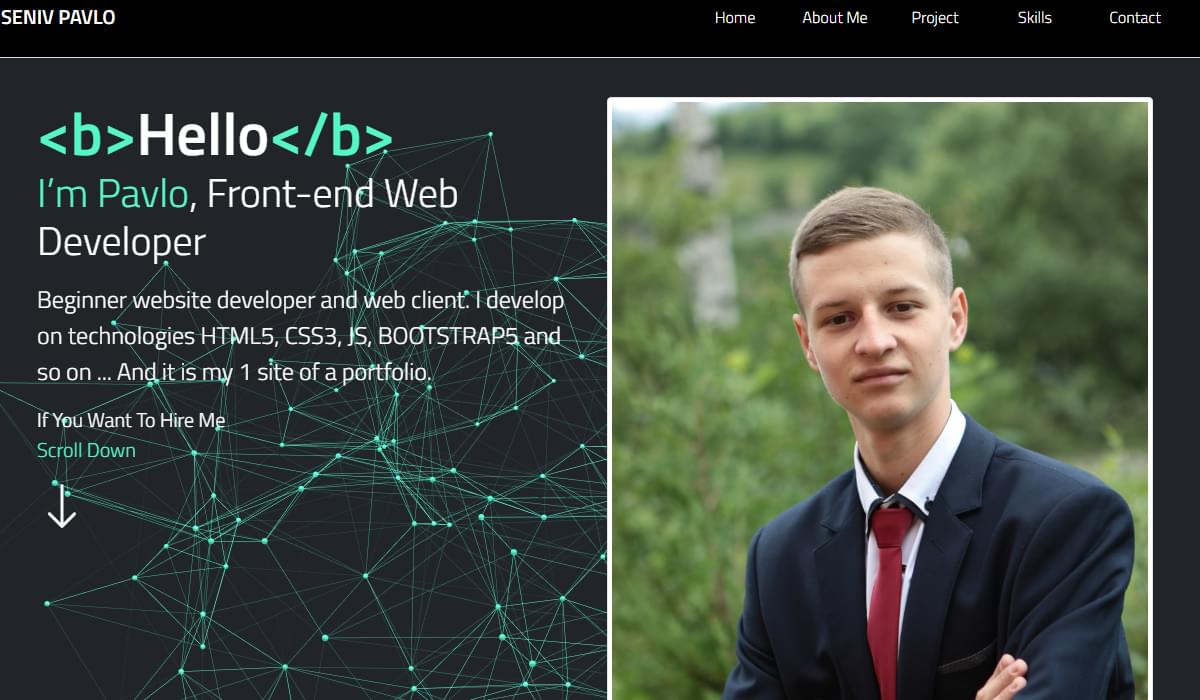 SENIV PAVLO
Home About Me Project Skills Contact
<b>Hello</b>
I’m Pavlo, Front-end Web
Developer
Beginner website developer and web client. I develop
on technologies HTML5, CSS3, JS, BOOTSTRAP5 and
so on ... And it is my 1 site of a portfolio.
If You Want To Hire Me
Scroll Down